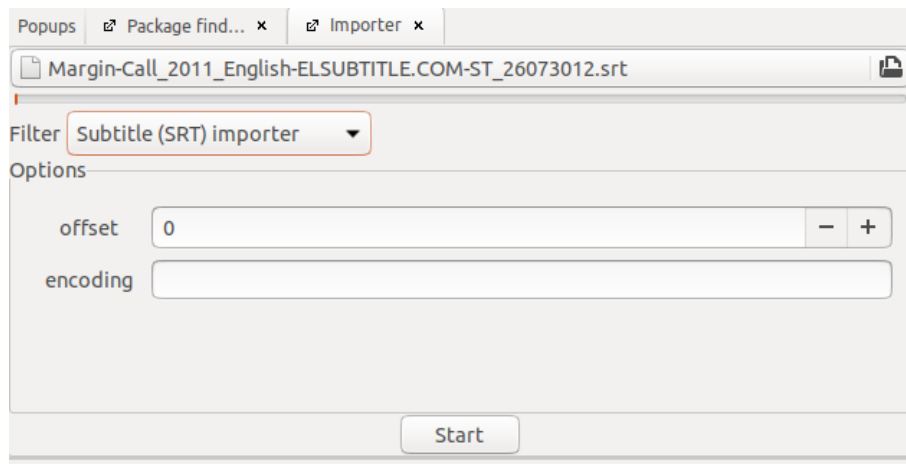 Popups Package find... × Importer ×
Margin-Call_2011_English-ELSUBTITLE.COM-ST_26073012.srt
Filter Subtitle (SRT) importer
Options
offset 0 − +
encoding
Start